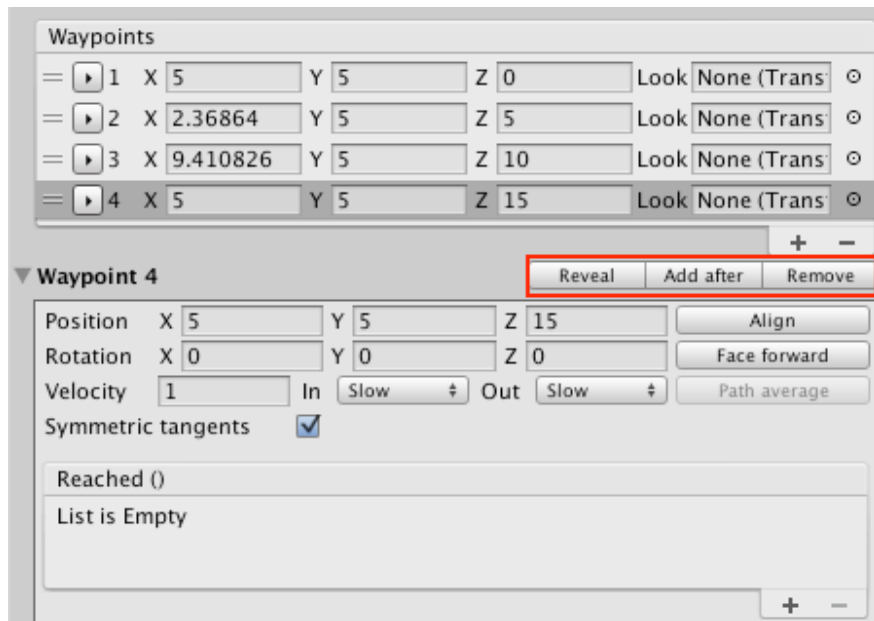 Waypoints
1 X 5 Y 5 Z 0 Look None (Trans
2 X 2.36864 Y 5 Z 5 Look None (Trans
3 X 9.410826 Y 5 Z 10 Look None (Trans
4 X 5 Y 5 Z 15 Look None (Trans
+ −
Waypoint 4 Reveal Add after Remove
Position X 5 Y 5 Z 15 Align
Rotation X 0 Y 0 Z 0 Face forward
Velocity 1 In Slow Out Slow Path average
Symmetric tangents
Reached ()
List is Empty
+ −